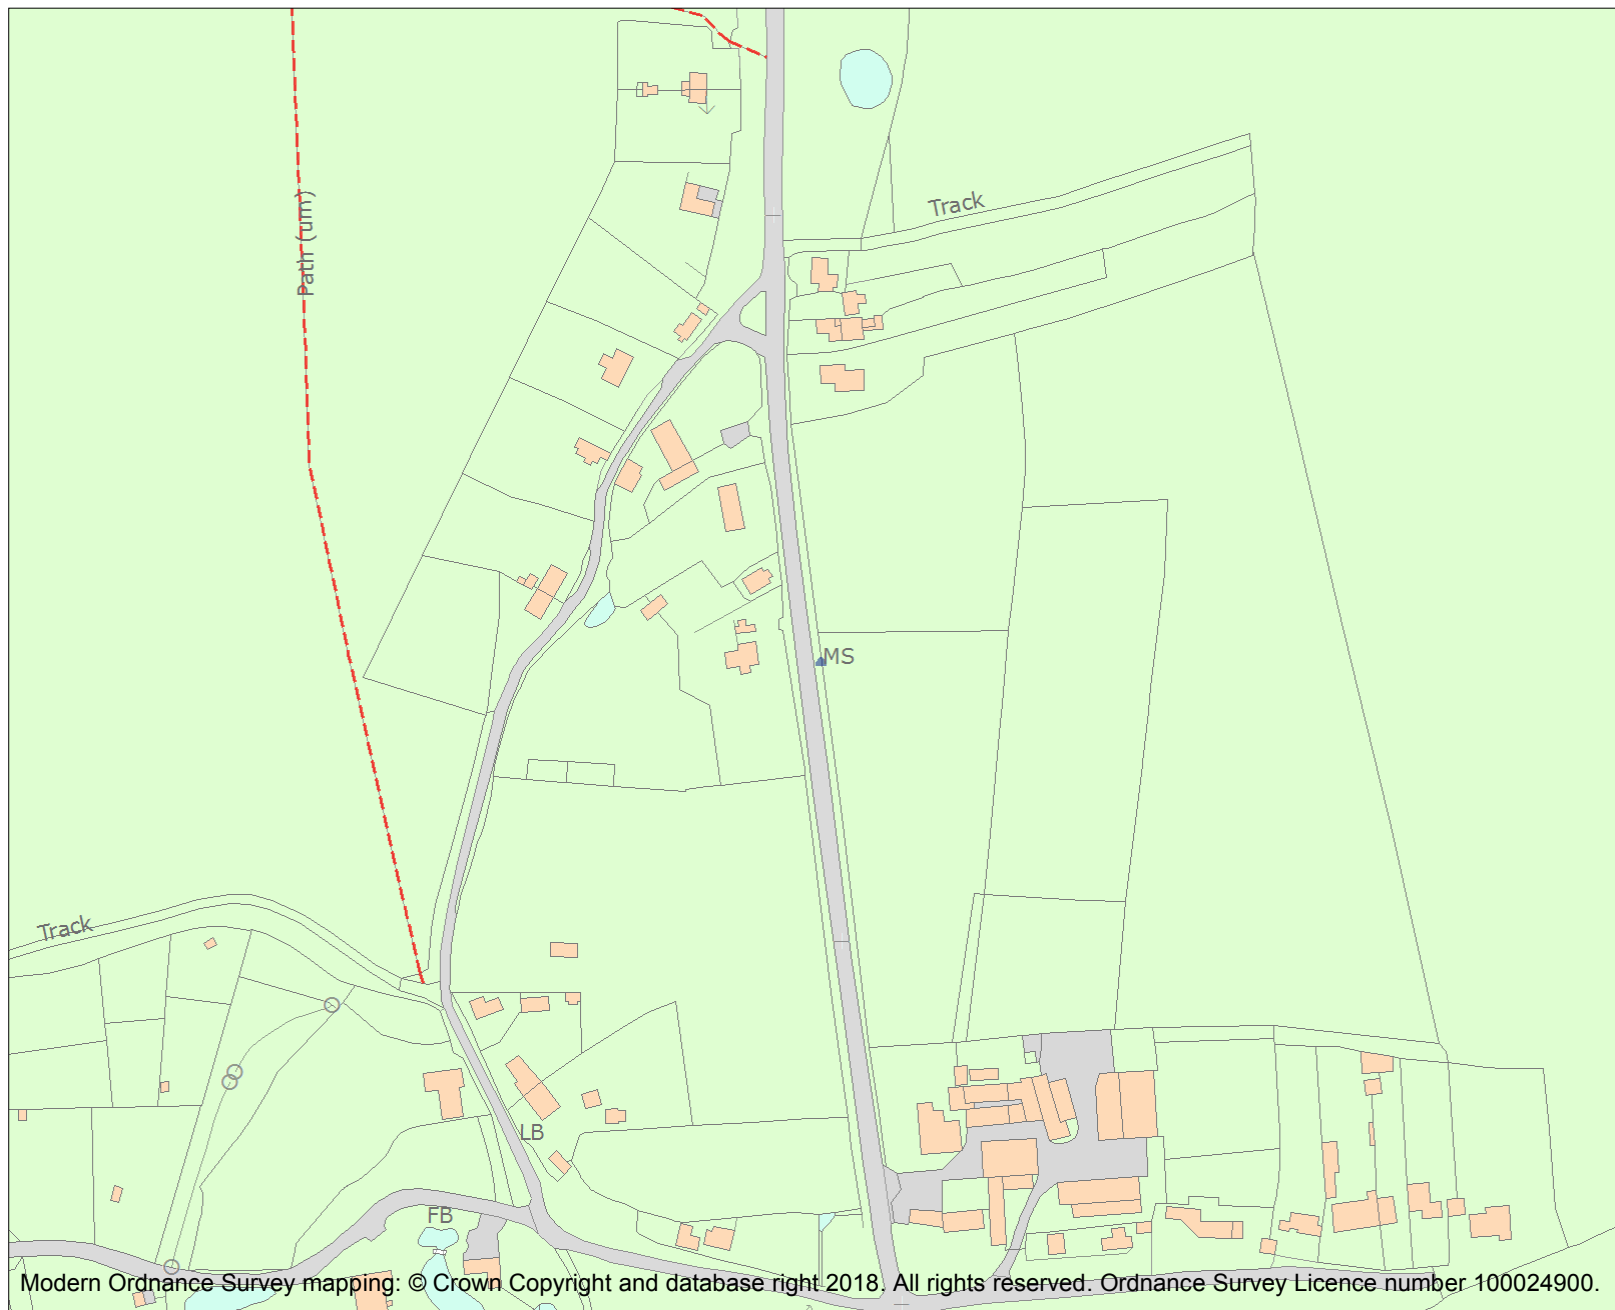 Path (um)
Track
MS
Track
LB
FB
Modern Ordnance Survey mapping: © Crown Copyright and database right 2018. All rights reserved. Ordnance Survey Licence number 100024900.